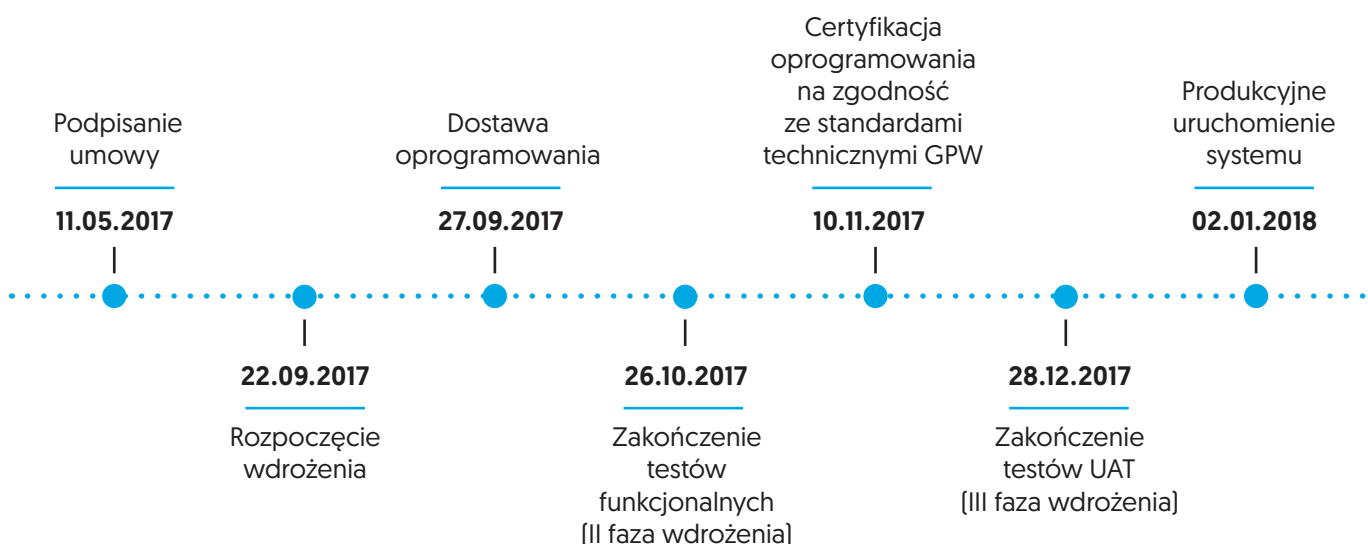 Podpisanie
umowy
11.05.2017
22.09.2017
Rozpoczęcie
wdrożenia
Dostawa
oprogramowania
27.09.2017
26.10.2017
Zakończenie
testów
funkcjonalnych
(II faza wdrożenia)
Certyfikacja
oprogramowania
na zgodność
ze standardami
technicznymi GPW
10.11.2017
28.12.2017
Zakończenie
testów UAT
(III faza wdrożenia)
Produkcyjne
uruchomienie
systemu
02.01.2018